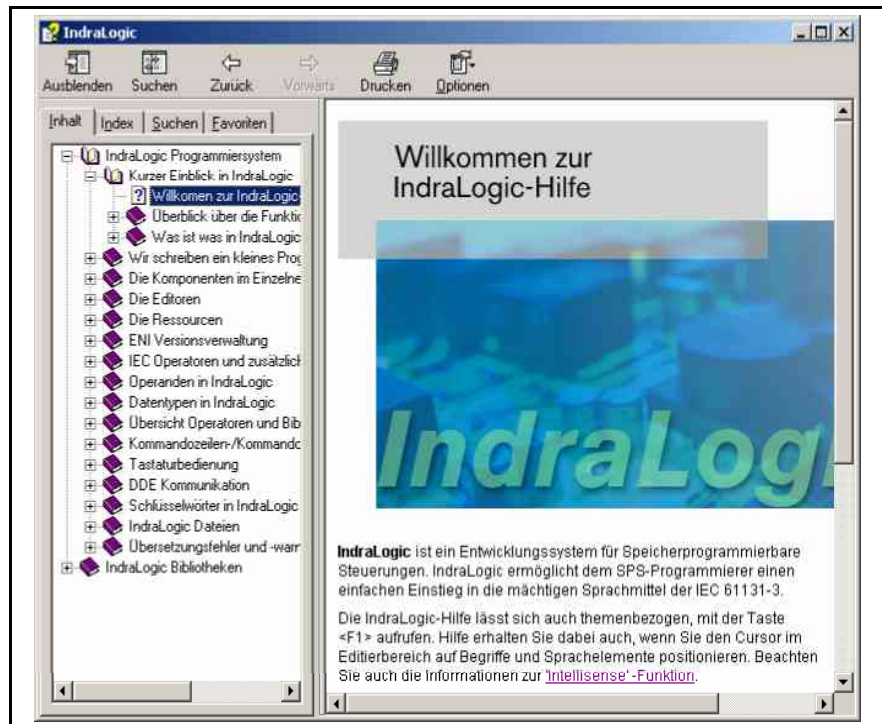 IndraLogic
Ausblenden Suchen Zurück Vorwärts Drucken Optionen
Inhalt Index Suchen Favoriten
IndraLogic Programmiersystem
Kurzer Einblick in IndraLogic
Willkomen zur IndraLogic-
Überblick über die Funktic
Was ist was in IndraLogic
Wir schreiben ein kleines Prog
Die Komponenten im Einzelne
Die Editoren
Die Ressourcen
ENI Versionsverwaltung
IEC Operatoren und zusätzlich
Operanden in IndraLogic
Datentypen in IndraLogic
Übersicht Operatoren und Bib
Kommandozeilen-/Kommandc
Tastaturbedienung
DDE Kommunikation
Schlüsselwörter in IndraLogic
IndraLogic Dateien
Übersetzungsfehler und -warr
IndraLogic Bibliotheken
Willkommen zur
IndraLogic-Hilfe
IndraLogi
IndraLogic ist ein Entwicklungssystem für Speicherprogrammierbare
Steuerungen. IndraLogic ermöglicht dem SPS-Programmierer einen
einfachen Einstieg in die mächtigen Sprachmittel der IEC 61131-3.
Die IndraLogic-Hilfe lässt sich auch themenbezogen, mit der Taste
<F1> aufrufen. Hilfe erhalten Sie dabei auch, wenn Sie den Cursor im
Editierbereich auf Begriffe und Sprachelemente positionieren. Beachten
Sie auch die Informationen zur 'Intellisense'-Funktion.